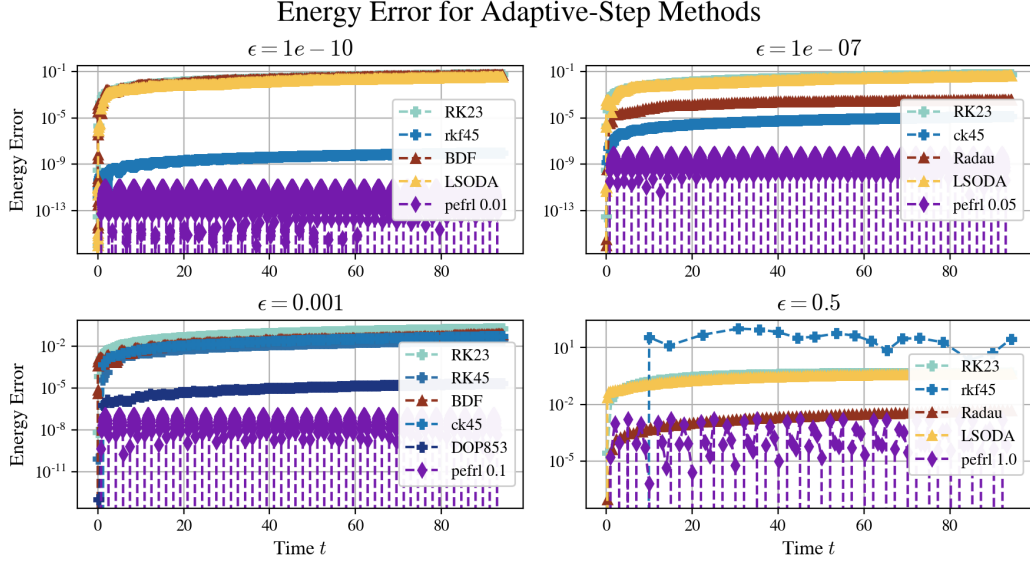 Energy Error for Adaptive-Step Methods
ϵ = 1e − 10
10^-1
10^-5
10^-9
10^-13
Energy Error
0 20 40 60 80
RK23
rkf45
BDF
LSODA
pefrl 0.01
ϵ = 1e − 07
10^-1
10^-5
10^-9
10^-13
0 20 40 60 80
RK23
ck45
Radau
LSODA
pefrl 0.05
ϵ = 0.001
10^-2
10^-5
10^-8
10^-11
Energy Error
0 20 40 60 80
Time t
RK23
RK45
BDF
ck45
DOP853
pefrl 0.1
ϵ = 0.5
10^1
10^-2
10^-5
0 20 40 60 80
Time t
RK23
rkf45
Radau
LSODA
pefrl 1.0